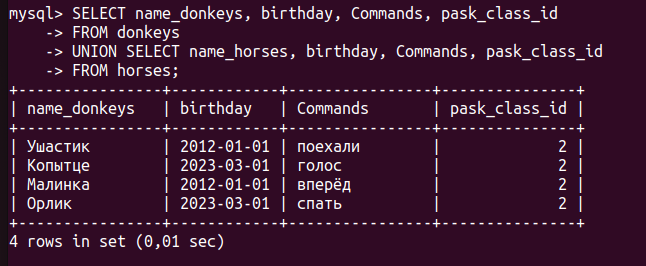 mysql> SELECT name_donkeys, birthday, Commands, pask_class_id
    -> FROM donkeys
    -> UNION SELECT name_horses, birthday, Commands, pask_class_id
    -> FROM horses;
+---------------+------------+---------------+---------------+
| name_donkeys  | birthday   | Commands      | pask_class_id |
+---------------+------------+---------------+---------------+
| Ушастик       | 2012-01-01 | поехали       |             2 |
| Копытце       | 2023-03-01 | голос         |             2 |
| Малинка       | 2012-01-01 | вперёд        |             2 |
| Орлик         | 2023-03-01 | спать         |             2 |
+---------------+------------+---------------+---------------+
4 rows in set (0,01 sec)